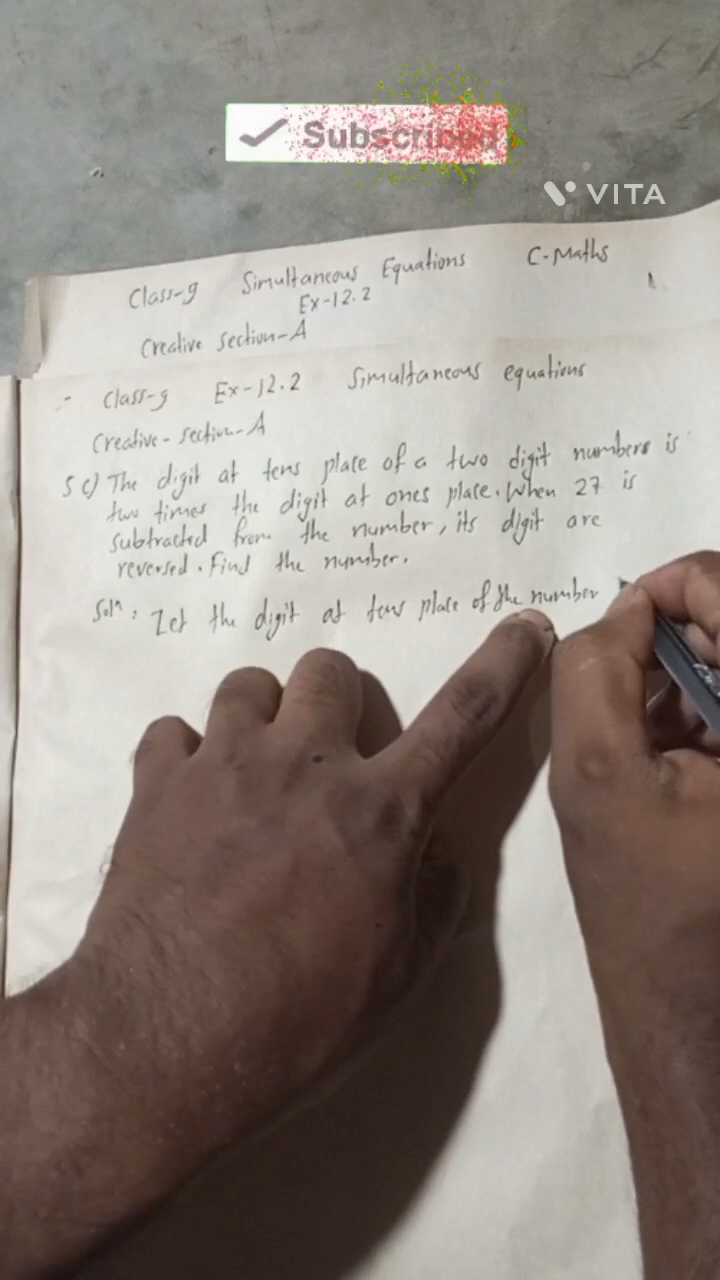 Subscribed
VITA
Class-9 Simultaneous Equations C-Maths
Ex-12.2
Creative section-A
Class-9 Ex-12.2 Simultaneous equations
Creative-section-A
5 c) The digit at tens place of a two digit numbers is
two times the digit at ones place. When 27 is
subtracted from the number, its digit are
reversed. Find the number.
Solⁿ: Let the digit at tens place of the number